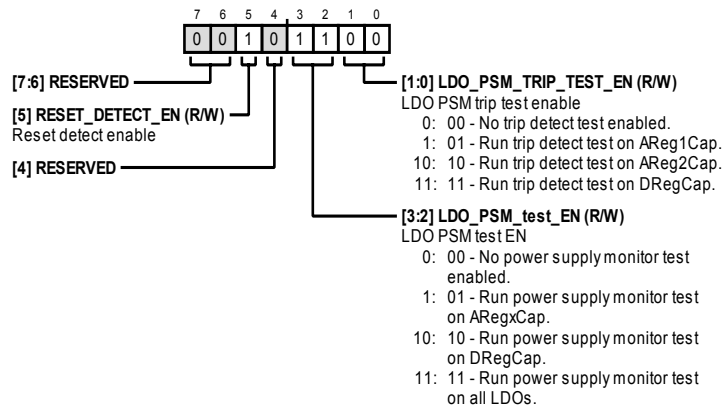 7 6 5 4 3 2 1 0
0 0 1 0 1 1 0 0
[7:6] RESERVED
[5] RESET_DETECT_EN (R/W)
Reset detect enable
[4] RESERVED
[1:0] LDO_PSM_TRIP_TEST_EN (R/W)
LDO PSM trip test enable
0: 00 - No trip detect test enabled.
1: 01 - Run trip detect test on AReg1Cap.
10: 10 - Run trip detect test on AReg2Cap.
11: 11 - Run trip detect test on DRegCap.
[3:2] LDO_PSM_test_EN (R/W)
LDO PSM test EN
0: 00 - No power supply monitor test
enabled.
1: 01 - Run power supply monitor test
on ARegxCap.
10: 10 - Run power supply monitor test
on DRegCap.
11: 11 - Run power supply monitor test
on all LDOs.